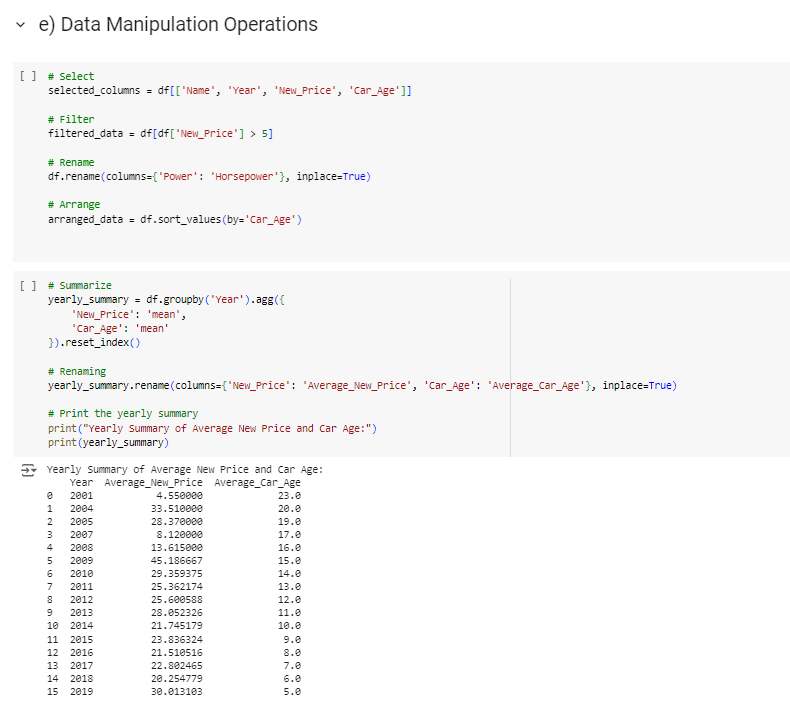 e) Data Manipulation Operations
[ ] # Select
selected_columns = df[['Name', 'Year', 'New_Price', 'Car_Age']]
# Filter
filtered_data = df[df['New_Price'] > 5]
# Rename
df.rename(columns={'Power': 'Horsepower'}, inplace=True)
# Arrange
arranged_data = df.sort_values(by='Car_Age')
[ ] # Summarize
yearly_summary = df.groupby('Year').agg({
    'New_Price': 'mean',
    'Car_Age': 'mean'
}).reset_index()
# Renaming
yearly_summary.rename(columns={'New_Price': 'Average_New_Price', 'Car_Age': 'Average_Car_Age'}, inplace=True)
# Print the yearly summary
print("Yearly Summary of Average New Price and Car Age:")
print(yearly_summary)
Yearly Summary of Average New Price and Car Age:
    Year  Average_New_Price  Average_Car_Age
0   2001           4.550000             23.0
1   2004          33.510000             20.0
2   2005          28.370000             19.0
3   2007           8.120000             17.0
4   2008          13.615000             16.0
5   2009          45.186667             15.0
6   2010          29.359375             14.0
7   2011          25.362174             13.0
8   2012          25.600588             12.0
9   2013          28.052326             11.0
10  2014          21.745179             10.0
11  2015          23.836324              9.0
12  2016          21.510516              8.0
13  2017          22.802465              7.0
14  2018          20.254779              6.0
15  2019          30.013103              5.0